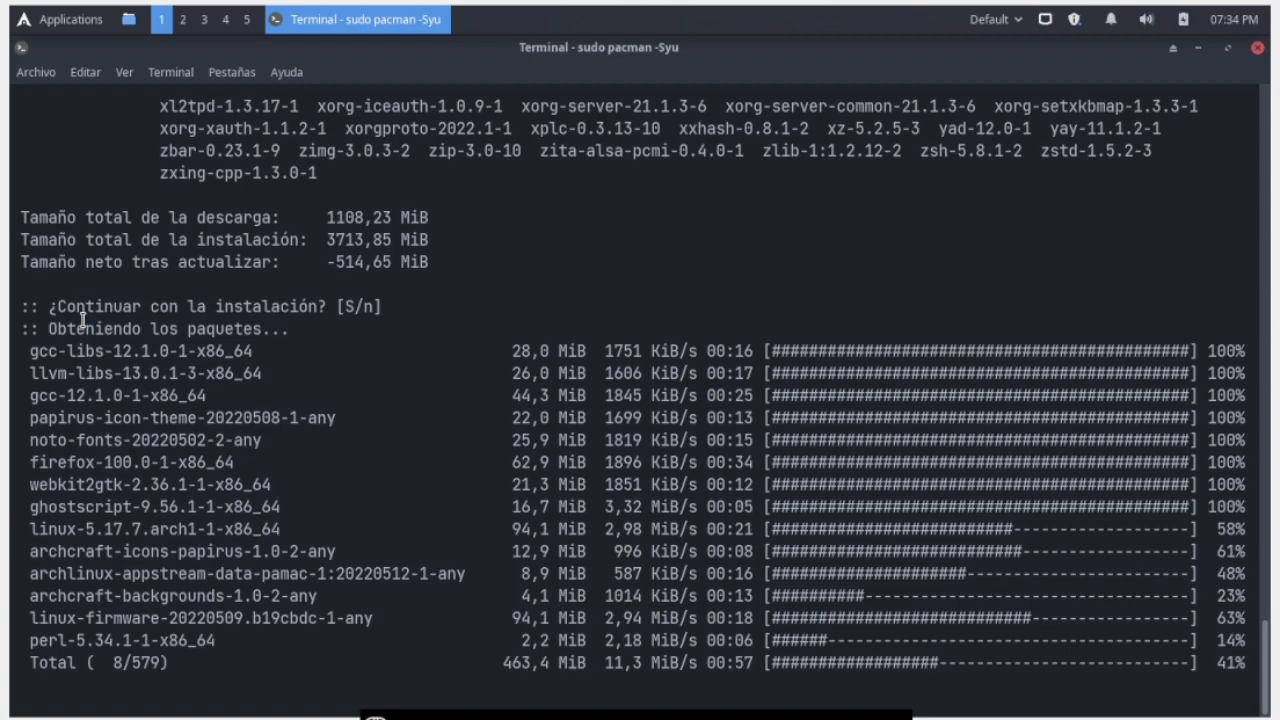 Applications 1 2 3 4 5 Terminal - sudo pacman -Syu Default 07:34 PM
Terminal - sudo pacman -Syu
Archivo Editar Ver Terminal Pestañas Ayuda
xl2tpd-1.3.17-1 xorg-iceauth-1.0.9-1 xorg-server-21.1.3-6 xorg-server-common-21.1.3-6 xorg-setxkbmap-1.3.3-1
xorg-xauth-1.1.2-1 xorgproto-2022.1-1 xplc-0.3.13-10 xxhash-0.8.1-2 xz-5.2.5-3 yad-12.0-1 yay-11.1.2-1
zbar-0.23.1-9 zimg-3.0.3-2 zip-3.0-10 zita-alsa-pcmi-0.4.0-1 zlib-1:1.2.12-2 zsh-5.8.1-2 zstd-1.5.2-3
zxing-cpp-1.3.0-1
Tamaño total de la descarga: 1108,23 MiB
Tamaño total de la instalación: 3713,85 MiB
Tamaño neto tras actualizar: -514,65 MiB
:: ¿Continuar con la instalación? [S/n]
:: Obteniendo los paquetes...
gcc-libs-12.1.0-1-x86_64 28,0 MiB 1751 KiB/s 00:16 [#############################################] 100%
llvm-libs-13.0.1-3-x86_64 26,0 MiB 1606 KiB/s 00:17 [#############################################] 100%
gcc-12.1.0-1-x86_64 44,3 MiB 1845 KiB/s 00:25 [#############################################] 100%
papirus-icon-theme-20220508-1-any 22,0 MiB 1699 KiB/s 00:13 [#############################################] 100%
noto-fonts-20220502-2-any 25,9 MiB 1819 KiB/s 00:15 [#############################################] 100%
firefox-100.0-1-x86_64 62,9 MiB 1896 KiB/s 00:34 [#############################################] 100%
webkit2gtk-2.36.1-1-x86_64 21,3 MiB 1851 KiB/s 00:12 [#############################################] 100%
ghostscript-9.56.1-1-x86_64 16,7 MiB 3,32 MiB/s 00:05 [#############################################] 100%
linux-5.17.7.arch1-1-x86_64 94,1 MiB 2,98 MiB/s 00:21 [##########################-------------------] 58%
archcraft-icons-papirus-1.0-2-any 12,9 MiB 996 KiB/s 00:08 [###########################------------------] 61%
archlinux-appstream-data-pamac-1:20220512-1-any 8,9 MiB 587 KiB/s 00:16 [#####################------------------------] 48%
archcraft-backgrounds-1.0-2-any 4,1 MiB 1014 KiB/s 00:13 [##########-----------------------------------] 23%
linux-firmware-20220509.b19cbdc-1-any 94,1 MiB 2,94 MiB/s 00:18 [############################-----------------] 63%
perl-5.34.1-1-x86_64 2,2 MiB 2,18 MiB/s 00:06 [######---------------------------------------] 14%
Total ( 8/579) 463,4 MiB 11,3 MiB/s 00:57 [##################---------------------------] 41%